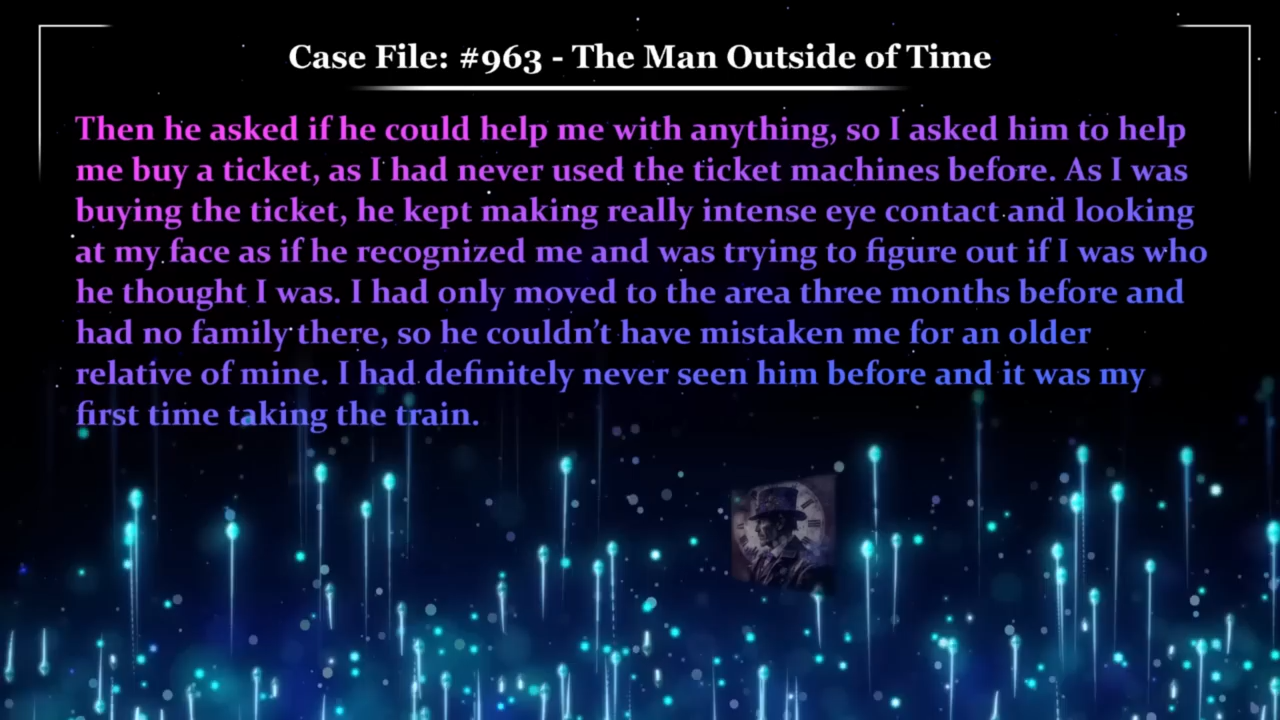 Case File: #963 - The Man Outside of Time
Then he asked if he could help me with anything, so I asked him to help
me buy a ticket, as I had never used the ticket machines before. As I was
buying the ticket, he kept making really intense eye contact and looking
at my face as if he recognized me and was trying to figure out if I was who
he thought I was. I had only moved to the area three months before and
had no family there, so he couldn’t have mistaken me for an older
relative of mine. I had definitely never seen him before and it was my
first time taking the train.